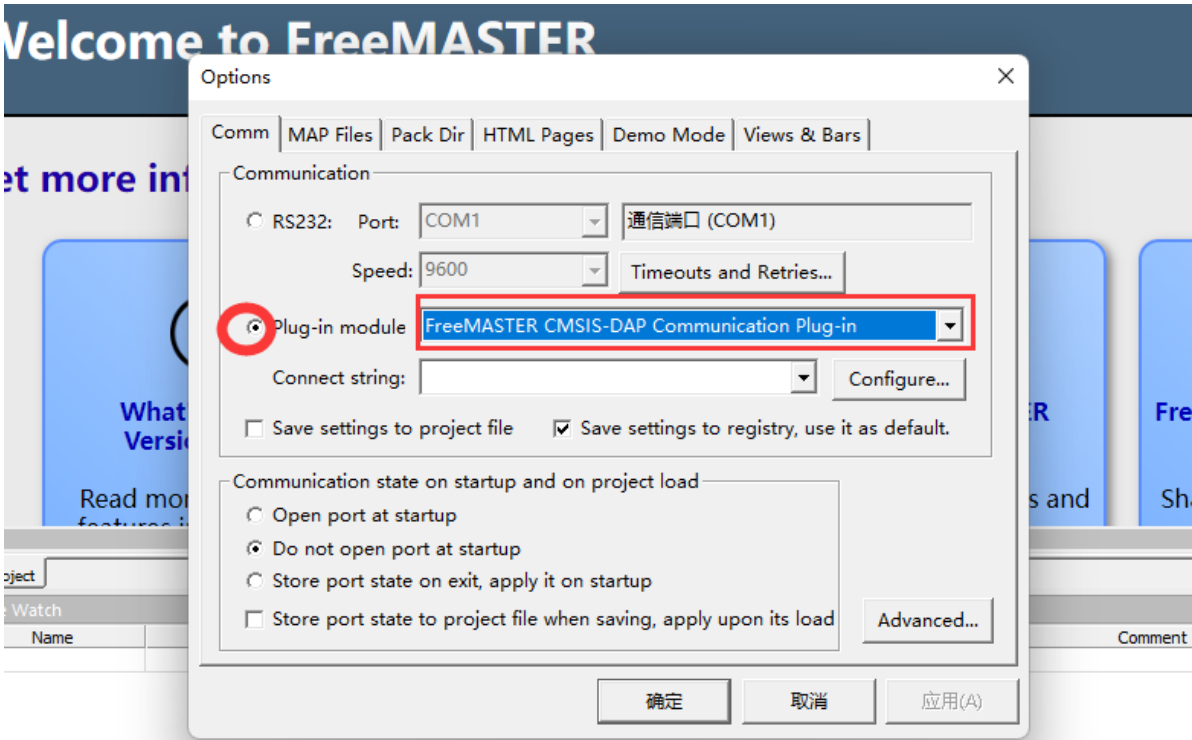 Welcome to FreeMASTER
Options
Comm MAP Files Pack Dir HTML Pages Demo Mode Views & Bars
et more in
Communication
RS232: Port: COM1 通信端口 (COM1)
Speed: 9600 Timeouts and Retries...
Plug-in module FreeMASTER CMSIS-DAP Communication Plug-in
Connect string: Configure...
What ER Fre
Save settings to project file Save settings to registry, use it as default.
Versi
Communication state on startup and on project load
Read mor s and Sh
Open port at startup
features i
Do not open port at startup
oject
Store port state on exit, apply it on startup
Watch
Store port state to project file when saving, apply upon its load Advanced...
Name Comment
确定 取消 应用(A)